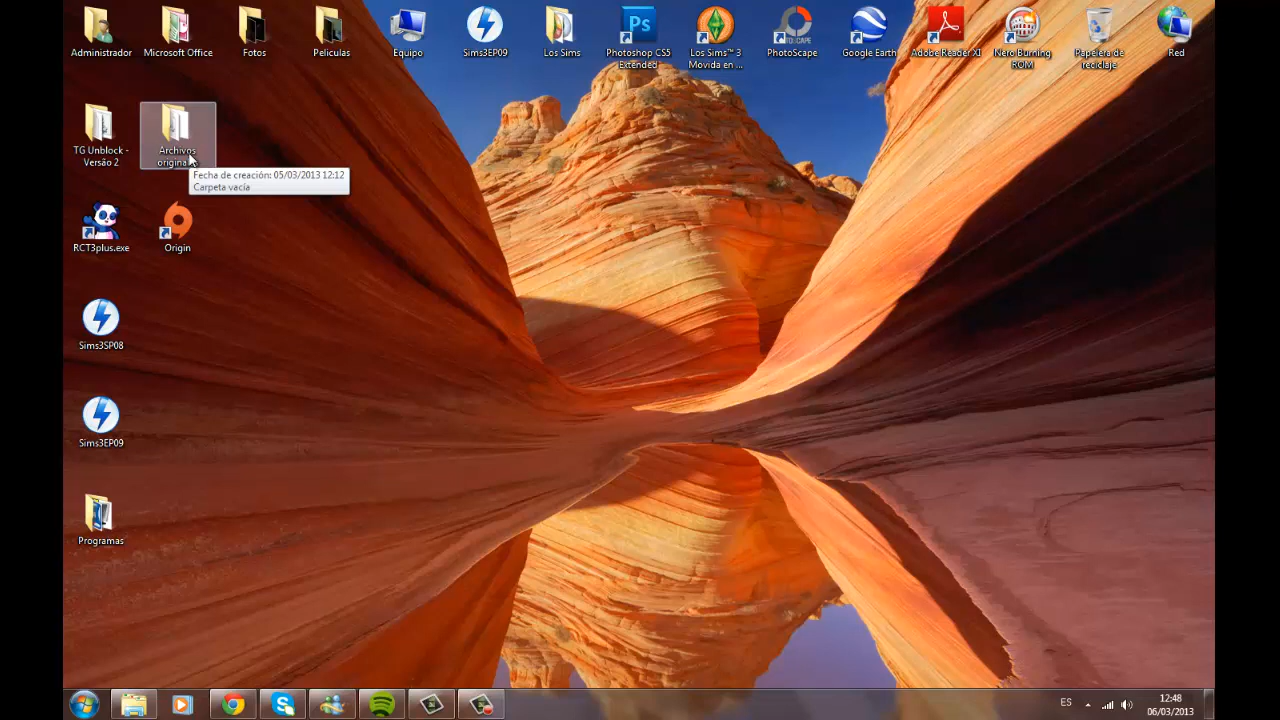 Administrador
Microsoft Office
Fotos
Películas
Equipo
Sims3EP09
Los Sims
Photoshop CS5
Extended
Los Sims™ 3
Movida en ...
PhotoScape
Google Earth
Adobe Reader XI
Nero Burning
ROM
Papelera de
reciclaje
Red
TG Unblock -
Versão 2
Archivos
Fecha de creación: 05/03/2013 12:12
Carpeta vacía
RCT3plus.exe
Origin
Sims3SP08
Sims3EP09
Programas
Ps
ES
12:48
06/03/2013